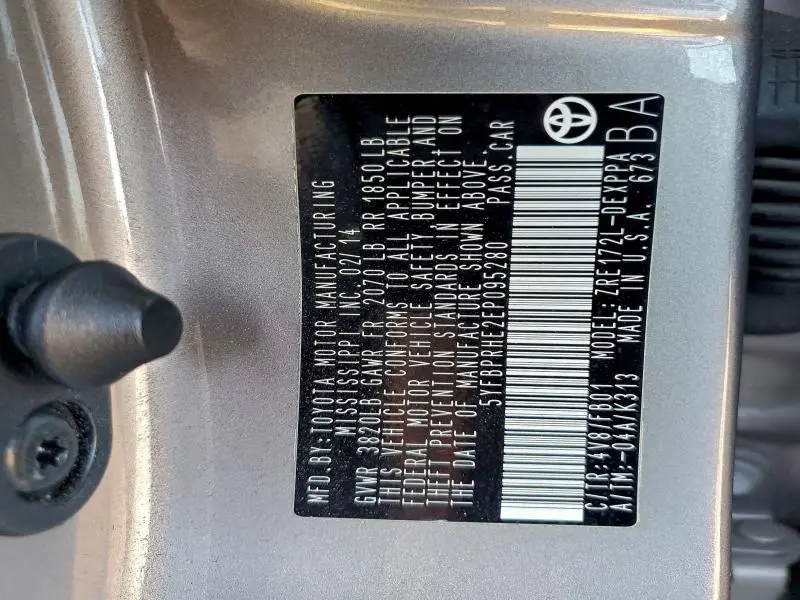 MFD.BY:TOYOTA MOTOR MANUFACTURING
MISSISSIPPI, INC. 02/14
GVWR 3820LB GAWR FR 2070LB RR 1850LB
THIS VEHICLE CONFORMS TO ALL APPLICABLE
FEDERAL MOTOR VEHICLE SAFETY, BUMPER, AND
THEFT PREVENTION STANDARDS IN EFFECT ON
THE DATE OF MANUFACTURE SHOWN ABOVE.
5YFBPRHE2EP095280 PASS.CAR
C/TR:4V8/FB01 MODEL: ZRE172L-DEXPPA
A/TM:-04A/K313 MADE IN U.S.A. 673 BA